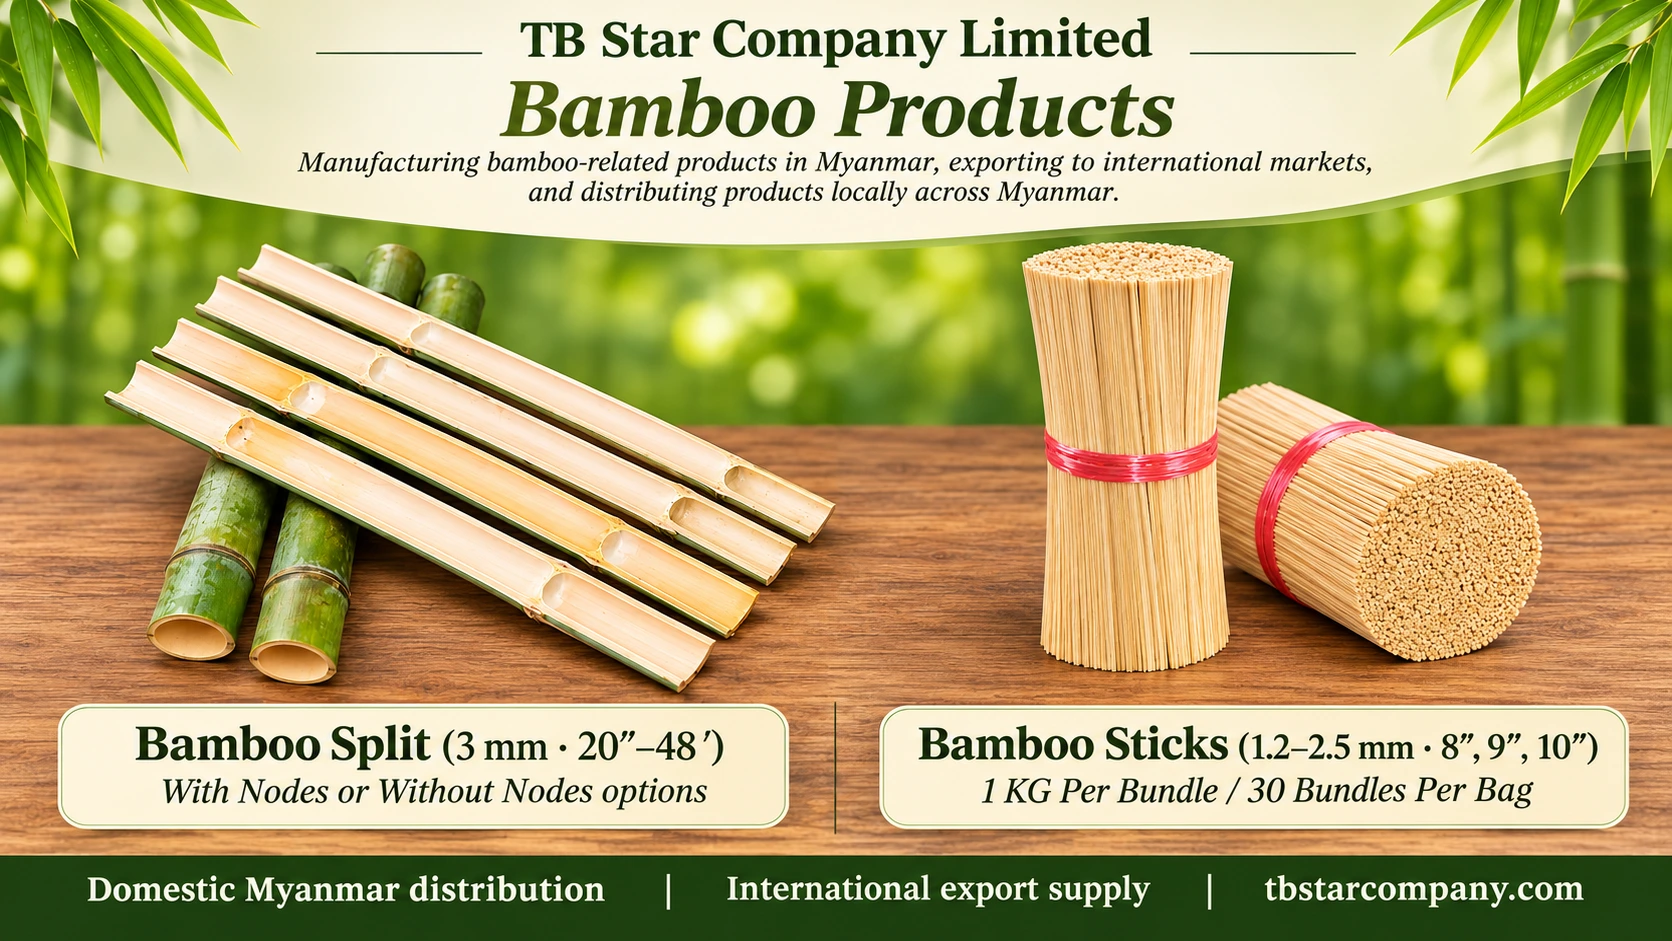 TB Star Company Limited
Bamboo Products
Manufacturing bamboo-related products in Myanmar, exporting to international markets,
and distributing products locally across Myanmar.
Bamboo Split (3 mm · 20”–48 ′)
With Nodes or Without Nodes options
Bamboo Sticks (1.2–2.5 mm · 8”, 9”, 10”)
1 KG Per Bundle / 30 Bundles Per Bag
Domestic Myanmar distribution | International export supply | tbstarcompany.com